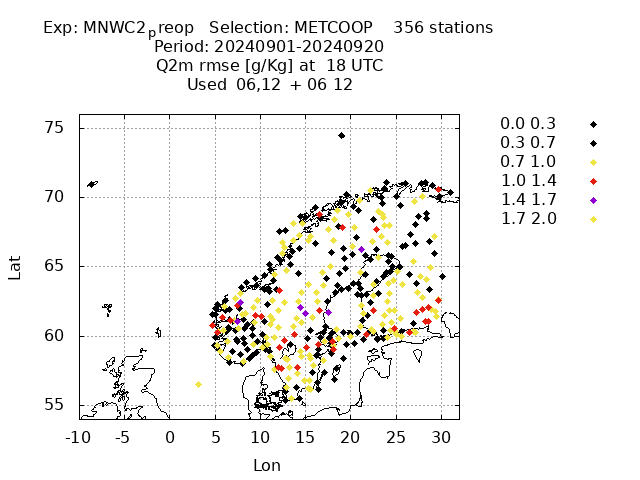 Exp: MNWC2preop   Selection: METCOOP    356 stations
Period: 20240901-20240920
Q2m rmse [g/Kg] at  18 UTC
Used  06,12  + 06 12
0.0 0.3
0.3 0.7
0.7 1.0
1.0 1.4
1.4 1.7
1.7 2.0
75
70
65
60
55
Lat
-10 -5 0 5 10 15 20 25 30
Lon